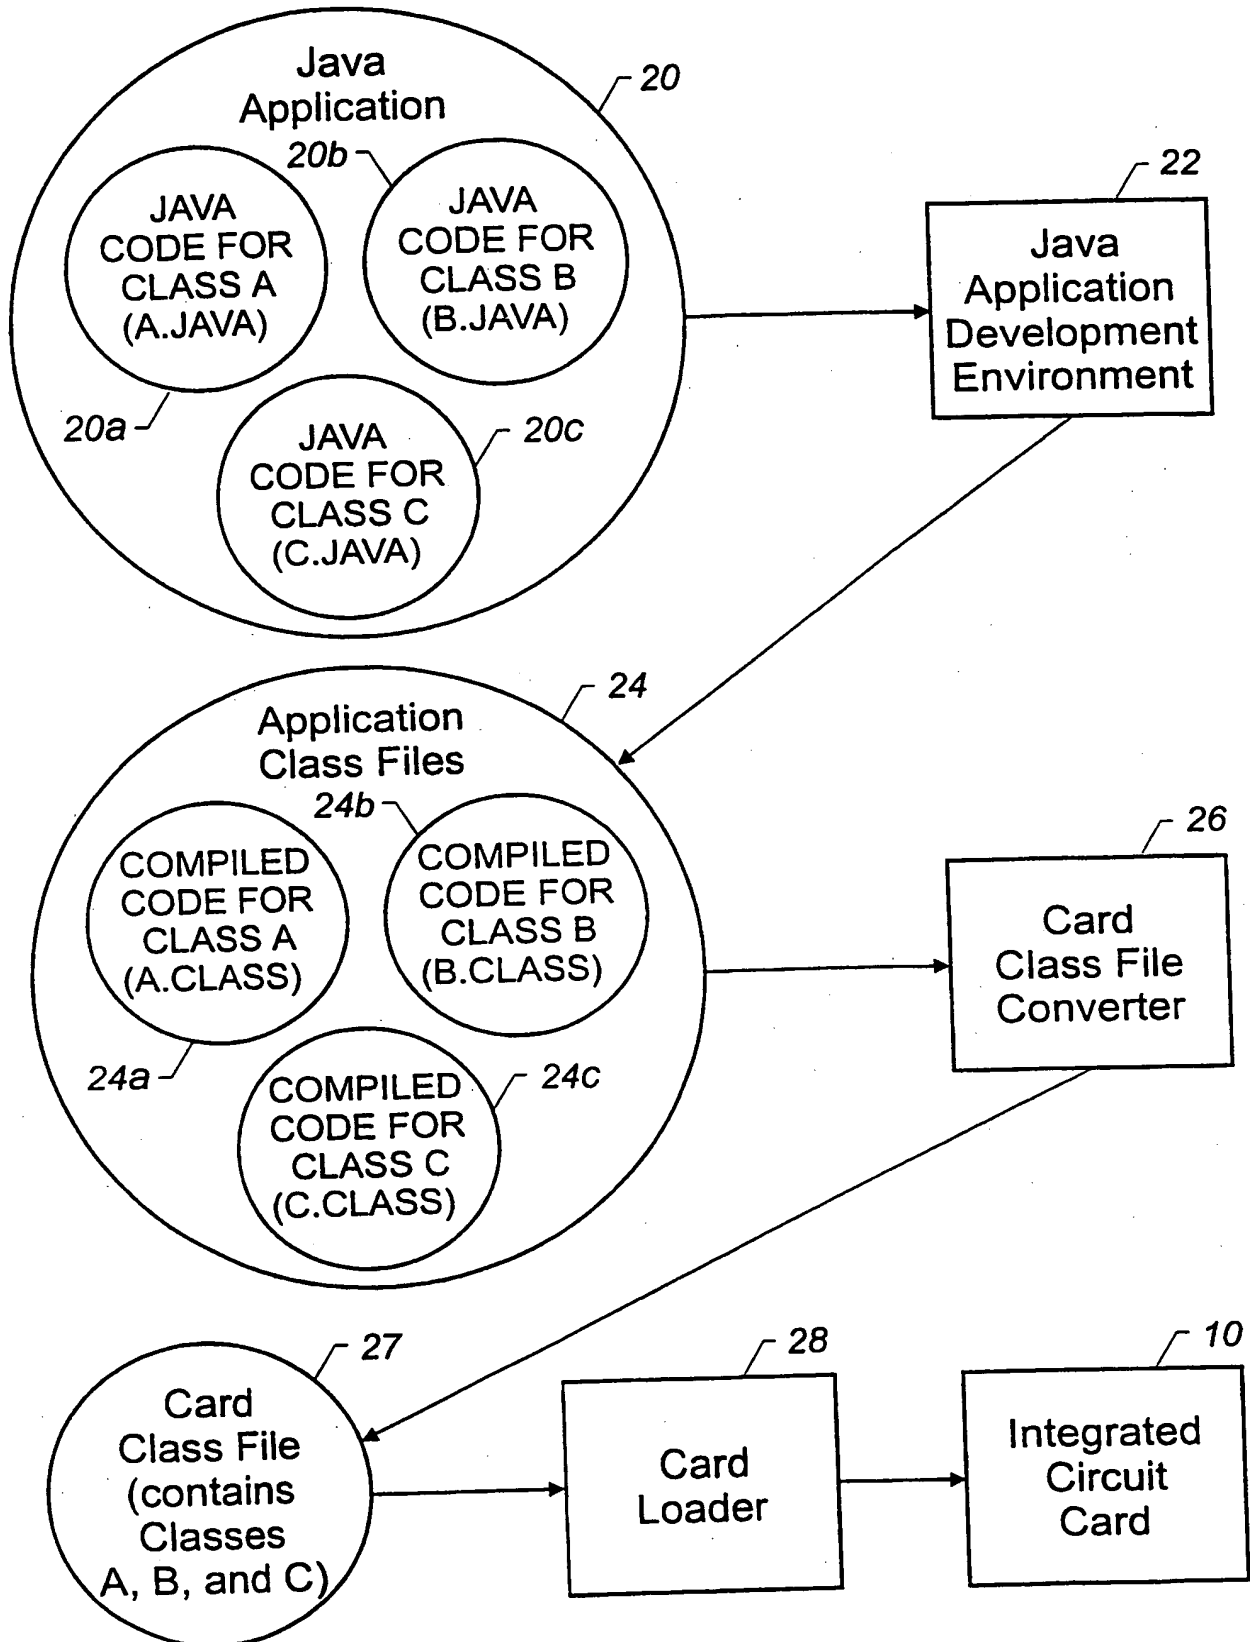 Java
Application
20
20b
JAVA
CODE FOR
CLASS A
(A.JAVA)
JAVA
CODE FOR
CLASS B
(B.JAVA)
20a
JAVA
CODE FOR
CLASS C
(C.JAVA)
20c
22
Java
Application
Development
Environment
24
Application
Class Files
24b
COMPILED
CODE FOR
CLASS A
(A.CLASS)
COMPILED
CODE FOR
CLASS B
(B.CLASS)
24a
COMPILED
CODE FOR
CLASS C
(C.CLASS)
24c
26
Card
Class File
Converter
27
Card
Class File
(contains
Classes
A, B, and C)
28
Card
Loader
10
Integrated
Circuit
Card